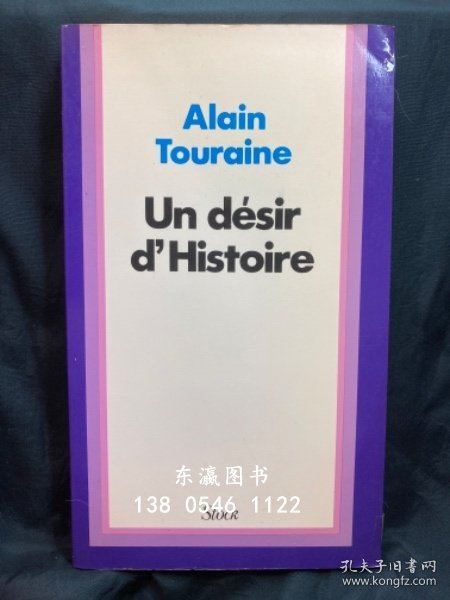 Alain
Touraine
Un désir
d'Histoire
东瀛图书
138 0546 1122
Stock
孔夫子旧书网
www.kongfz.com